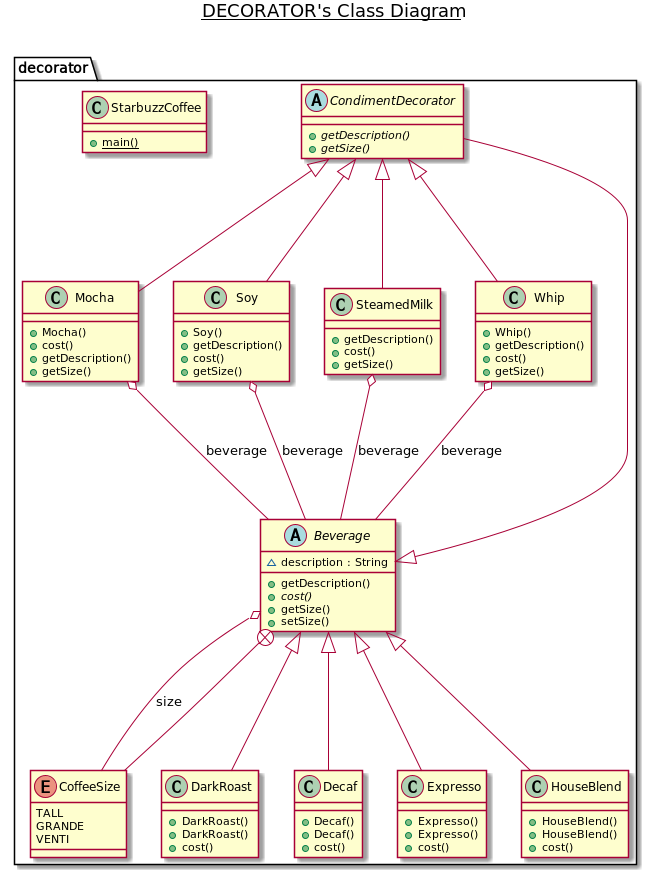 DECORATOR's Class Diagram
decorator
C StarbuzzCoffee
main()
A CondimentDecorator
getDescription()
getSize()
C Mocha
Mocha()
cost()
getDescription()
getSize()
C Soy
Soy()
getDescription()
cost()
getSize()
C SteamedMilk
getDescription()
cost()
getSize()
C Whip
Whip()
getDescription()
cost()
getSize()
beverage
beverage
beverage
beverage
A Beverage
description : String
getDescription()
cost()
getSize()
setSize()
size
E CoffeeSize
TALL
GRANDE
VENTI
C DarkRoast
DarkRoast()
DarkRoast()
cost()
C Decaf
Decaf()
Decaf()
cost()
C Expresso
Expresso()
Expresso()
cost()
C HouseBlend
HouseBlend()
HouseBlend()
cost()